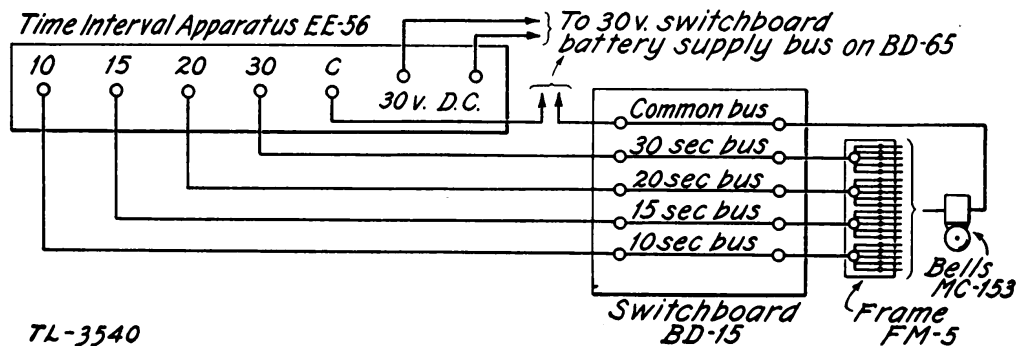 Time Interval Apparatus EE-56
To 30v. switchboard
battery supply bus on BD-65
10 15 20 30 C
30v. D.C.
Common bus
30 sec bus
20 sec bus
15 sec bus
10 sec bus
Bells
MC-153
Switchboard
BD-15
Frame
FM-5
TL-3540